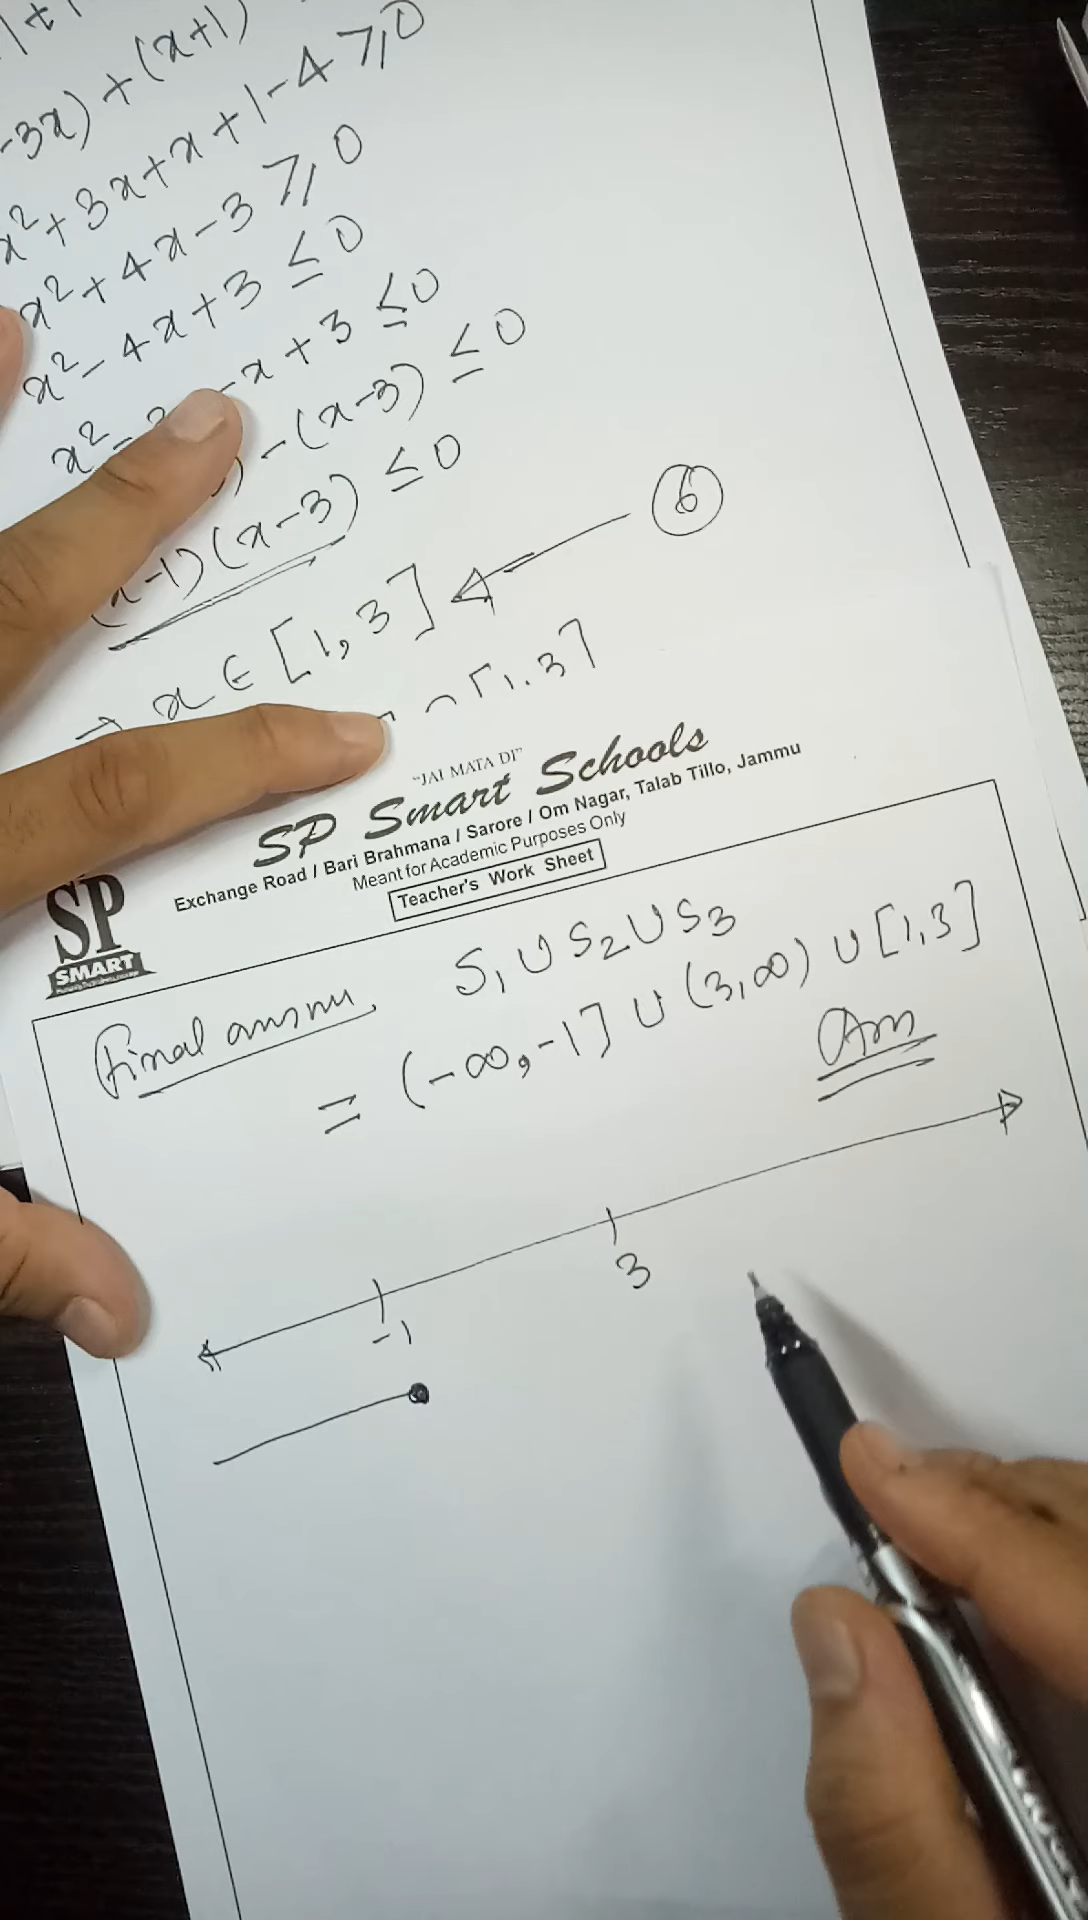 -3x) + (x+1)
x² + 3x + x + 1 - 4 ≥ 0
x² + 4x - 3 ≥ 0
x² - 4x + 3 ≤ 0
x² - - x + 3 ≤ 0
) - (x-3) ≤ 0
(x-1)(x-3) ≤ 0
6
⇒ x ∈ [1, 3]
∩ [1, 3]
"JAI MATA DI"
SP Smart Schools
Exchange Road / Bari Brahmana / Sarore / Om Nagar, Talab Tillo, Jammu
Meant for Academic Purposes Only
Teacher's Work Sheet
SP
SMART
Final answer, S₁ ∪ S₂ ∪ S₃
= (-∞, -1] ∪ (3, ∞) ∪ [1, 3]
Ans
-1 3